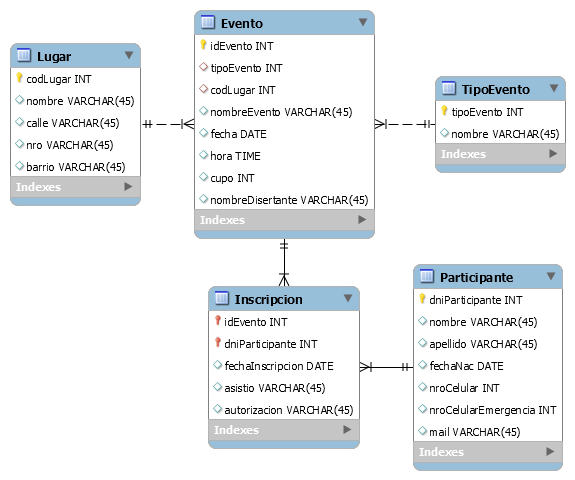 Lugar
codLugar INT
nombre VARCHAR(45)
calle VARCHAR(45)
nro VARCHAR(45)
barrio VARCHAR(45)
Indexes
Evento
idEvento INT
tipoEvento INT
codLugar INT
nombreEvento VARCHAR(45)
fecha DATE
hora TIME
cupo INT
nombreDisertante VARCHAR(45)
Indexes
TipoEvento
tipoEvento INT
nombre VARCHAR(45)
Indexes
Inscripcion
idEvento INT
dniParticipante INT
fechaInscripcion DATE
asistio VARCHAR(45)
autorizacion VARCHAR(45)
Indexes
Participante
dniParticipante INT
nombre VARCHAR(45)
apellido VARCHAR(45)
fechaNac DATE
nroCelular INT
nroCelularEmergencia INT
mail VARCHAR(45)
Indexes